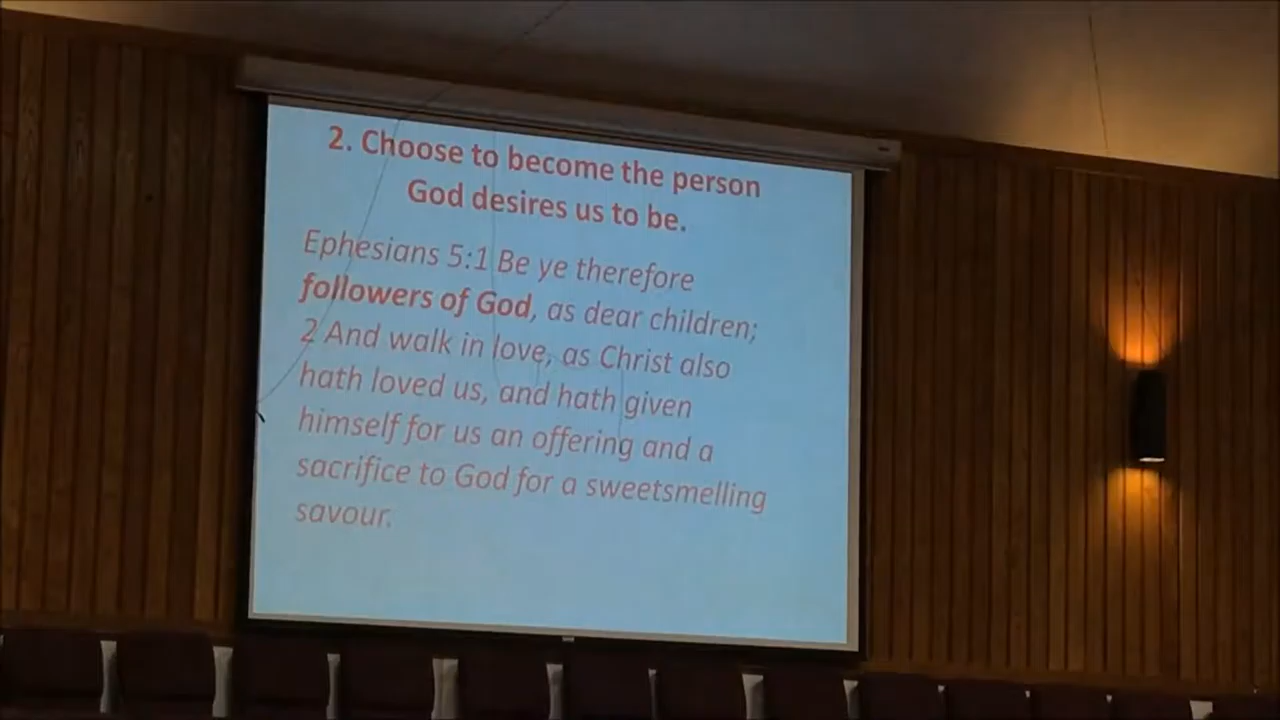 2. Choose to become the person
God desires us to be.
Ephesians 5:1 Be ye therefore
followers of God, as dear children;
2 And walk in love, as Christ also
hath loved us, and hath given
himself for us an offering and a
sacrifice to God for a sweetsmelling
savour.